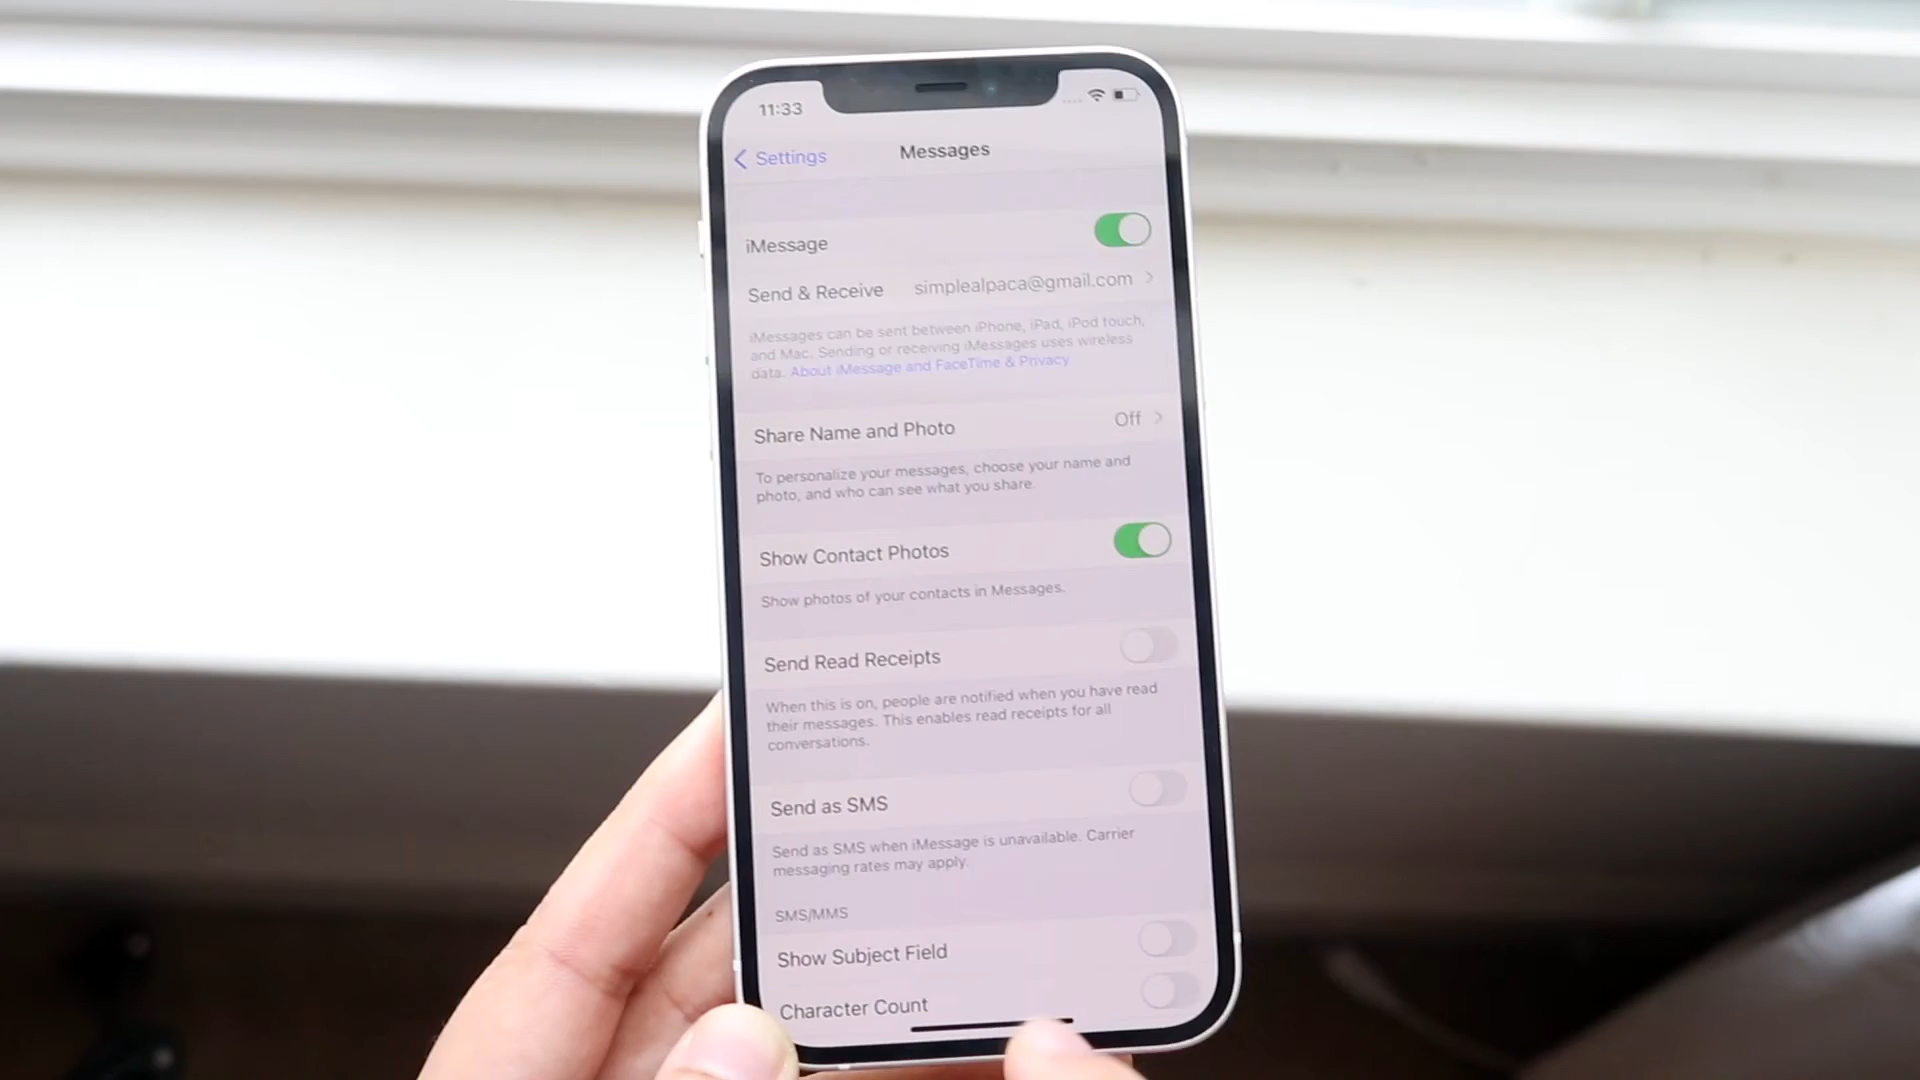 11:33
Settings
Messages
iMessage
Send & Receive simplealpaca@gmail.com
iMessages can be sent between iPhone, iPad, iPod touch,
and Mac. Sending or receiving iMessages uses wireless
data. About iMessage and FaceTime & Privacy
Share Name and Photo Off
To personalize your messages, choose your name and
photo, and who can see what you share.
Show Contact Photos
Show photos of your contacts in Messages.
Send Read Receipts
When this is on, people are notified when you have read
their messages. This enables read receipts for all
conversations.
Send as SMS
Send as SMS when iMessage is unavailable. Carrier
messaging rates may apply.
SMS/MMS
Show Subject Field
Character Count